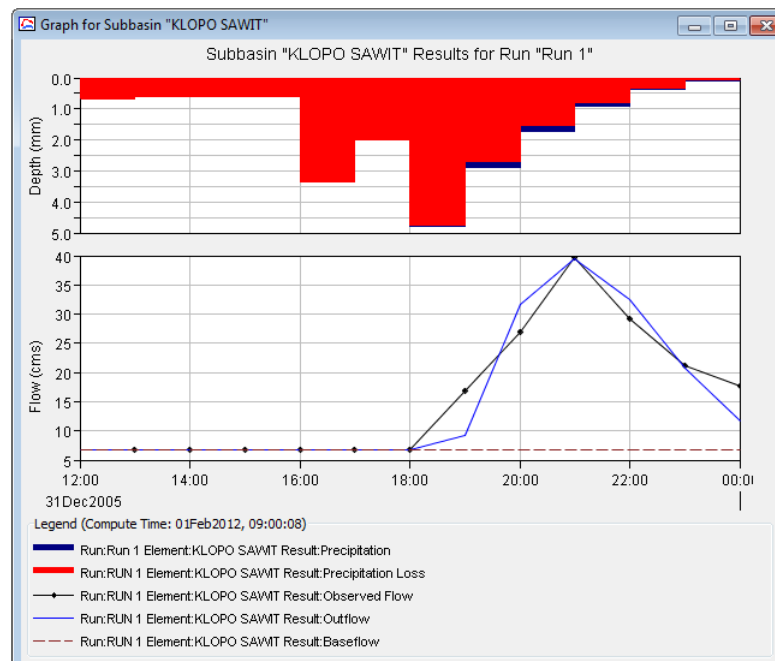 Graph for Subbasin "KLOPO SAWIT"
Subbasin "KLOPO SAWIT" Results for Run "Run 1"
0.0
1.0
2.0
3.0
4.0
5.0
Depth (mm)
40
35
30
25
20
15
10
5
Flow (cms)
12:00 14:00 16:00 18:00 20:00 22:00 00:0
31Dec2005
Legend (Compute Time: 01Feb2012, 09:00:08)
Run:Run 1 Element:KLOPO SAWIT Result:Precipitation
Run:RUN 1 Element:KLOPO SAWIT Result:Precipitation Loss
Run:RUN 1 Element:KLOPO SAWIT Result:Observed Flow
Run:RUN 1 Element:KLOPO SAWIT Result:Outflow
Run:RUN 1 Element:KLOPO SAWIT Result:Baseflow